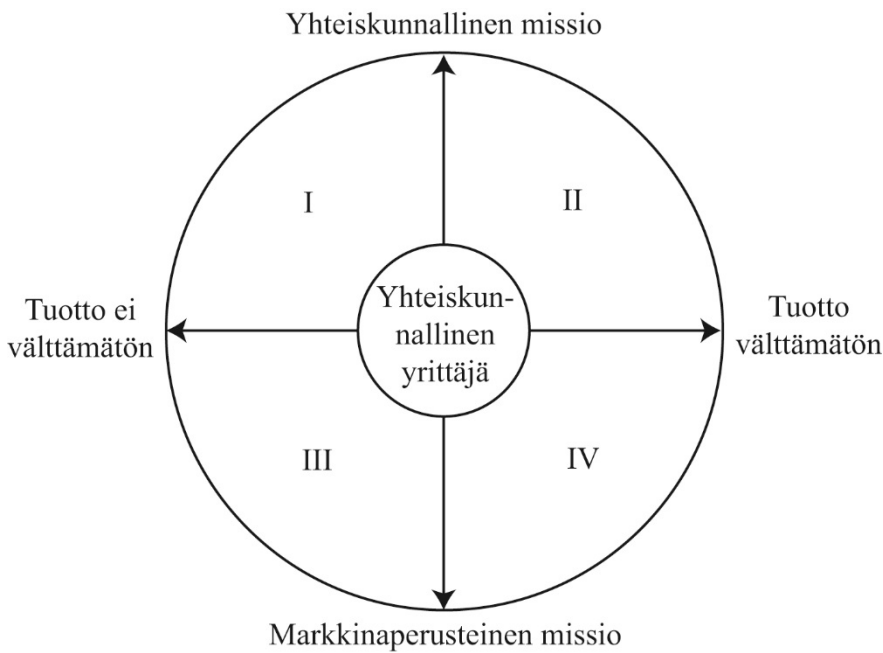 Yhteiskunnallinen missio
I
II
Tuotto ei
välttämätön
Yhteiskun-
nallinen
yrittäjä
Tuotto
välttämätön
III
IV
Markkinaperusteinen missio